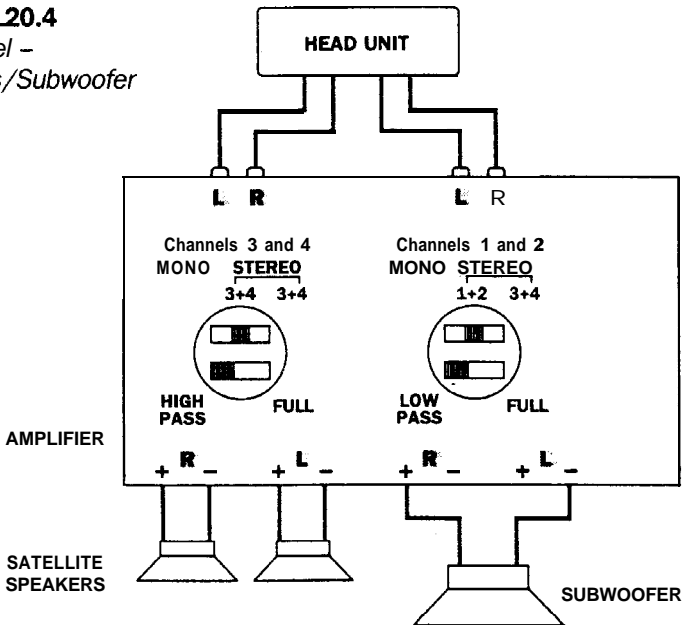 20.4
el –
s/Subwoofer
HEAD UNIT
L R
L R
Channels 3 and 4
MONO STEREO
3+4 3+4
Channels 1 and 2
MONO STEREO
1+2 3+4
HIGH PASS
FULL
LOW PASS
FULL
AMPLIFIER
+ R – + L –
+ R – + L –
SATELLITE
SPEAKERS
SUBWOOFER